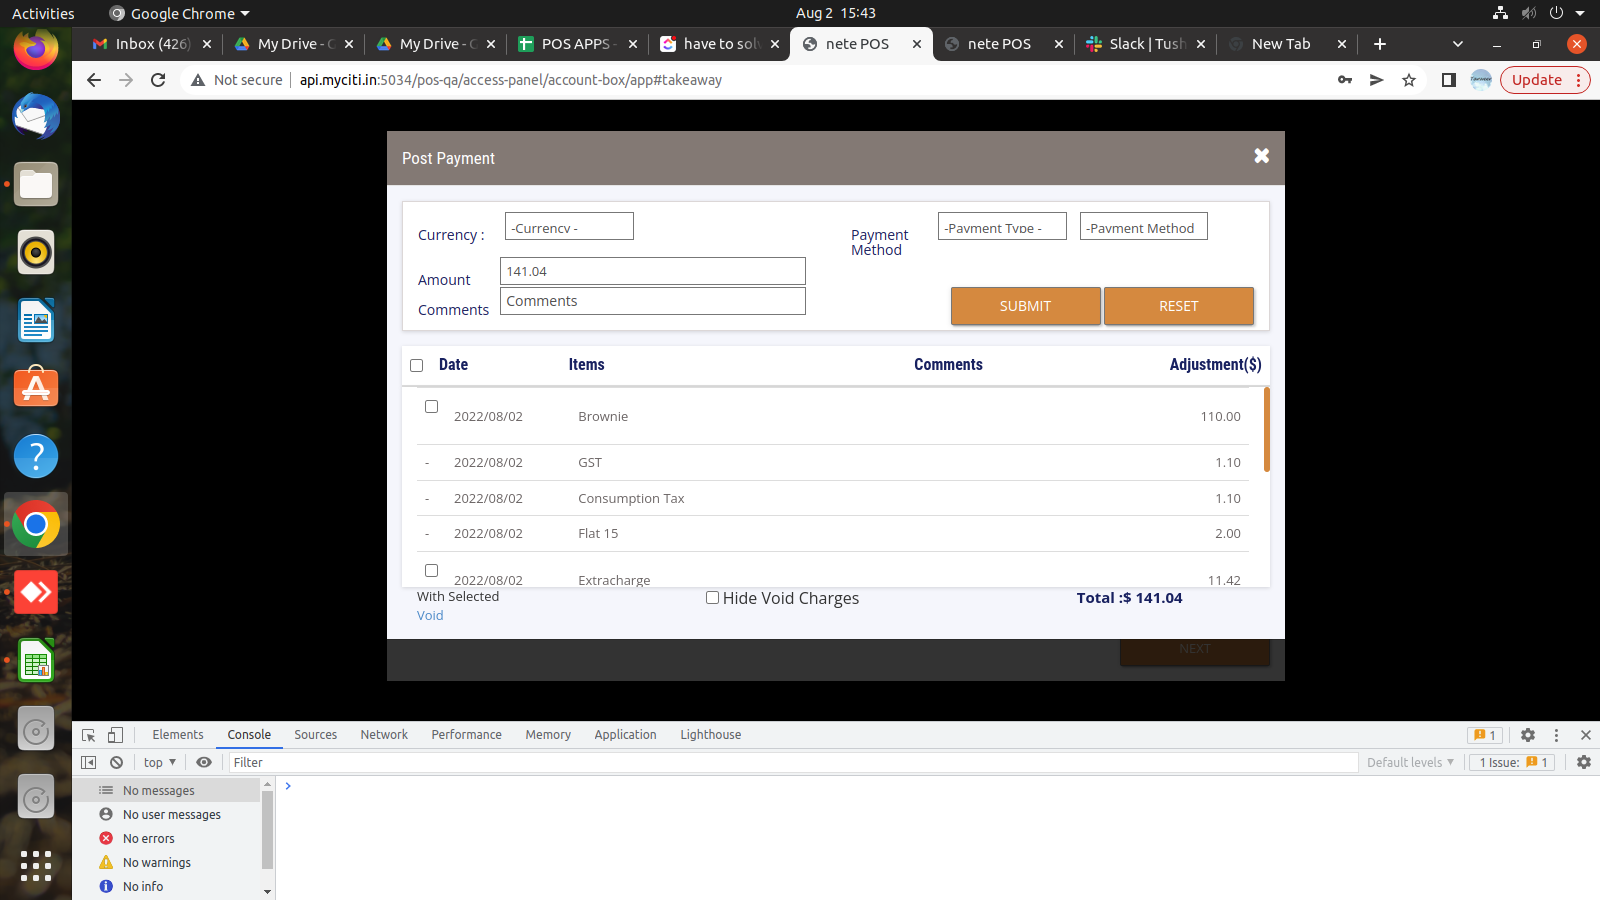 Activities
Google Chrome
Aug 2 15:43
Inbox (426)
My Drive - 
My Drive - 
POS APPS -
have to sol
nete POS
nete POS
Slack | Tush
New Tab
Not secure
api.myciti.in:5034/pos-qa/access-panel/account-box/app#takeaway
Update
Post Payment
Currency :
-Currency -
Payment
Method
-Payment Type -
-Payment Method
Amount
141.04
Comments
Comments
SUBMIT
RESET
Date
Items
Comments
Adjustment($)
2022/08/02
Brownie
110.00
- 2022/08/02
GST
1.10
- 2022/08/02
Consumption Tax
1.10
- 2022/08/02
Flat 15
2.00
2022/08/02
Extracharge
11.42
With Selected
Void
Hide Void Charges
Total :$ 141.04
NEXT
Elements
Console
Sources
Network
Performance
Memory
Application
Lighthouse
1
top
Filter
Default levels
1 Issue:
1
No messages
No user messages
No errors
No warnings
No info